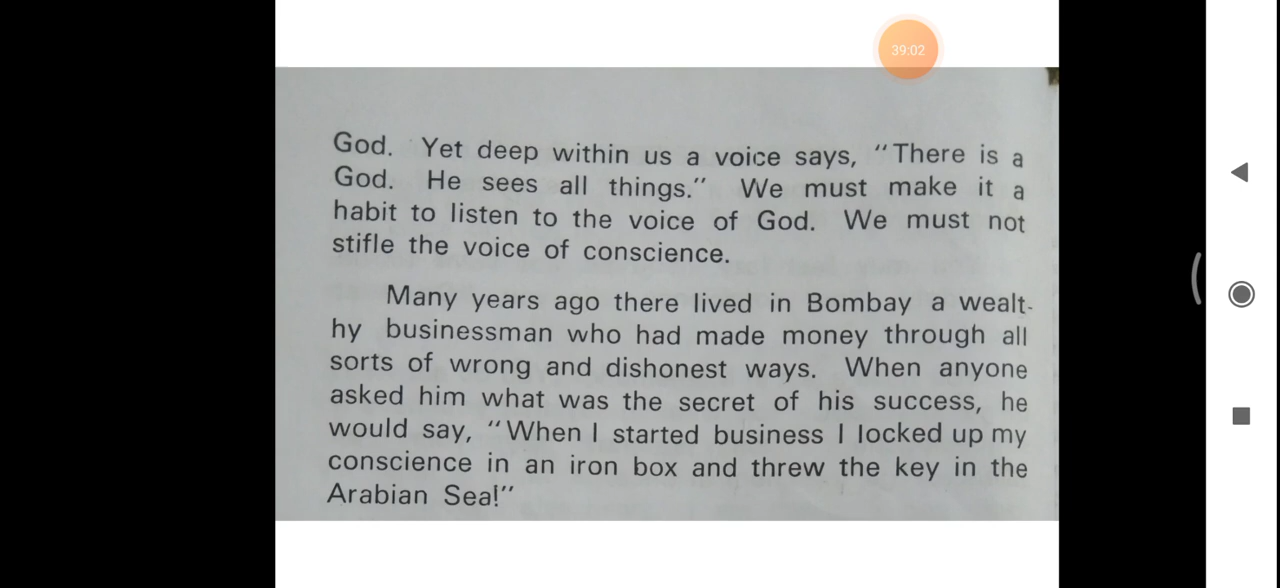 39:02
God. Yet deep within us a voice says, "There is a
God. He sees all things." We must make it a
habit to listen to the voice of God. We must not
stifle the voice of conscience.
Many years ago there lived in Bombay a wealt-
hy businessman who had made money through all
sorts of wrong and dishonest ways. When anyone
asked him what was the secret of his success, he
would say, "When I started business I locked up my
conscience in an iron box and threw the key in the
Arabian Sea!"